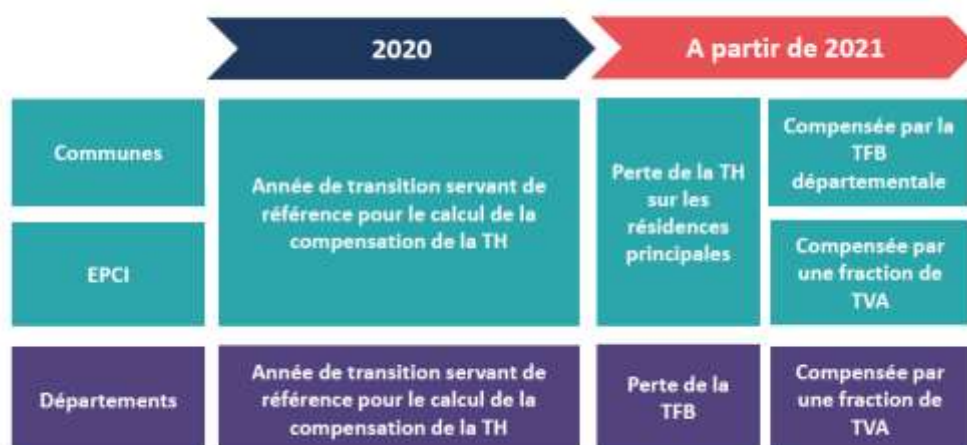 2020
A partir de 2021
Communes
Année de transition servant de
référence pour le calcul de la
compensation de la TH
Perte de la TH
sur les
résidences
principales
Compensée par la
TFB
départementale
EPCI
Compensée par
une fraction de
TVA
Départements
Année de transition servant de
référence pour le calcul de la
compensation de la TH
Perte de la
TFB
Compensée par
une fraction de
TVA